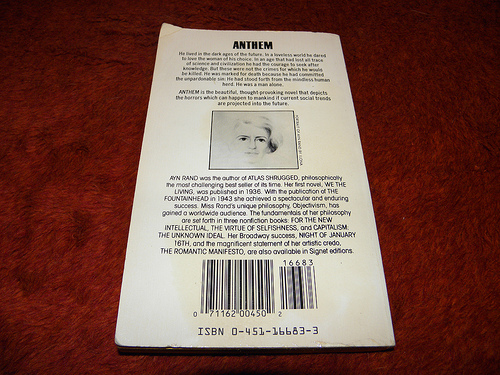 ANTHEM
He lived in the dark ages of the future. In a loveless world he dared
to love the woman of his choice. In an age that had lost all trace
of science and civilization he had the courage to seek after
knowledge. But these were not the crimes for which he would
be killed. He was marked for death because he had committed
the unpardonable sin: He had stood forth from the mindless human
herd. He was a man alone.
ANTHEM is the beautiful, thought-provoking novel that depicts
the horrors which can happen to mankind if current social trends
are projected into the future.
AYN RAND was the author of ATLAS SHRUGGED, philosophically
the most challenging best seller of its time. Her first novel, WE THE
LIVING, was published in 1936. With the publication of THE
FOUNTAINHEAD in 1943 she achieved a spectacular and enduring
success. Miss Rand's unique philosophy, Objectivism, has
gained a worldwide audience. The fundamentals of her philosophy
are set forth in three nonfiction books: FOR THE NEW
INTELLECTUAL, THE VIRTUE OF SELFISHNESS, and CAPITALISM:
THE UNKNOWN IDEAL. Her Broadway success, NIGHT OF JANUARY
16TH, and the magnificent statement of her artistic credo,
THE ROMANTIC MANIFESTO, are also available in Signet editions.
16683
0 71162 00450 2
ISBN 0-451-16683-3